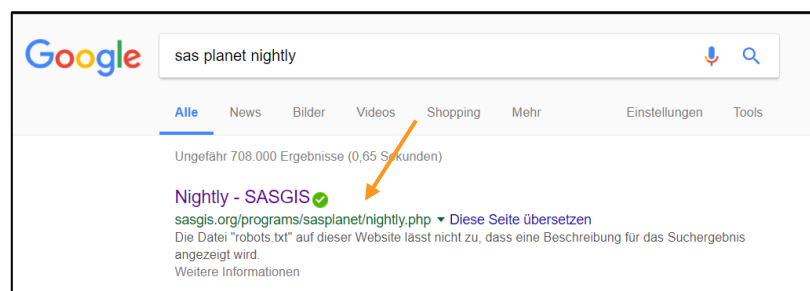 Google
sas planet nightly
Alle News Bilder Videos Shopping Mehr Einstellungen Tools
Ungefähr 708.000 Ergebnisse (0,65 Sekunden)
Nightly - SASGIS
sasgis.org/programs/sasplanet/nightly.php ▼ Diese Seite übersetzen
Die Datei "robots.txt" auf dieser Website lässt nicht zu, dass eine Beschreibung für das Suchergebnis
angezeigt wird.
Weitere Informationen